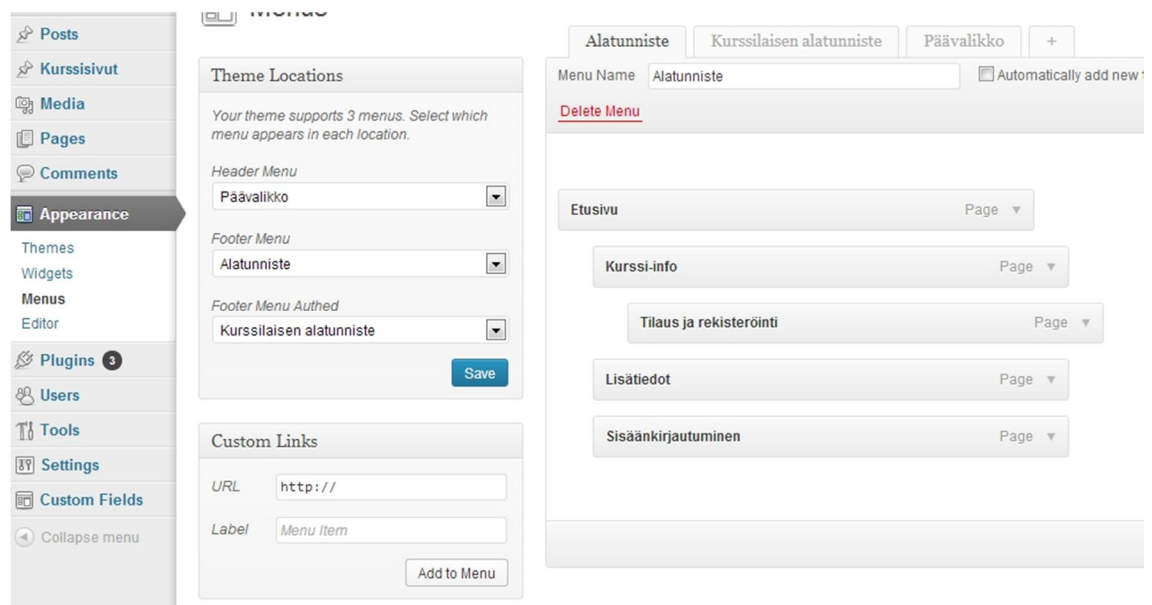 Menus
Posts
Kurssisivut
Media
Pages
Comments
Appearance
Themes
Widgets
Menus
Editor
Plugins 3
Users
Tools
Settings
Custom Fields
Collapse menu
Theme Locations
Your theme supports 3 menus. Select which
menu appears in each location.
Header Menu
Päävalikko
Footer Menu
Alatunniste
Footer Menu Authed
Kurssilaisen alatunniste
Save
Custom Links
URL http://
Label Menu Item
Add to Menu
Alatunniste Kurssilaisen alatunniste Päävalikko +
Menu Name Alatunniste Automatically add new
Delete Menu
Etusivu Page
Kurssi-info Page
Tilaus ja rekisteröinti Page
Lisätiedot Page
Sisäänkirjautuminen Page